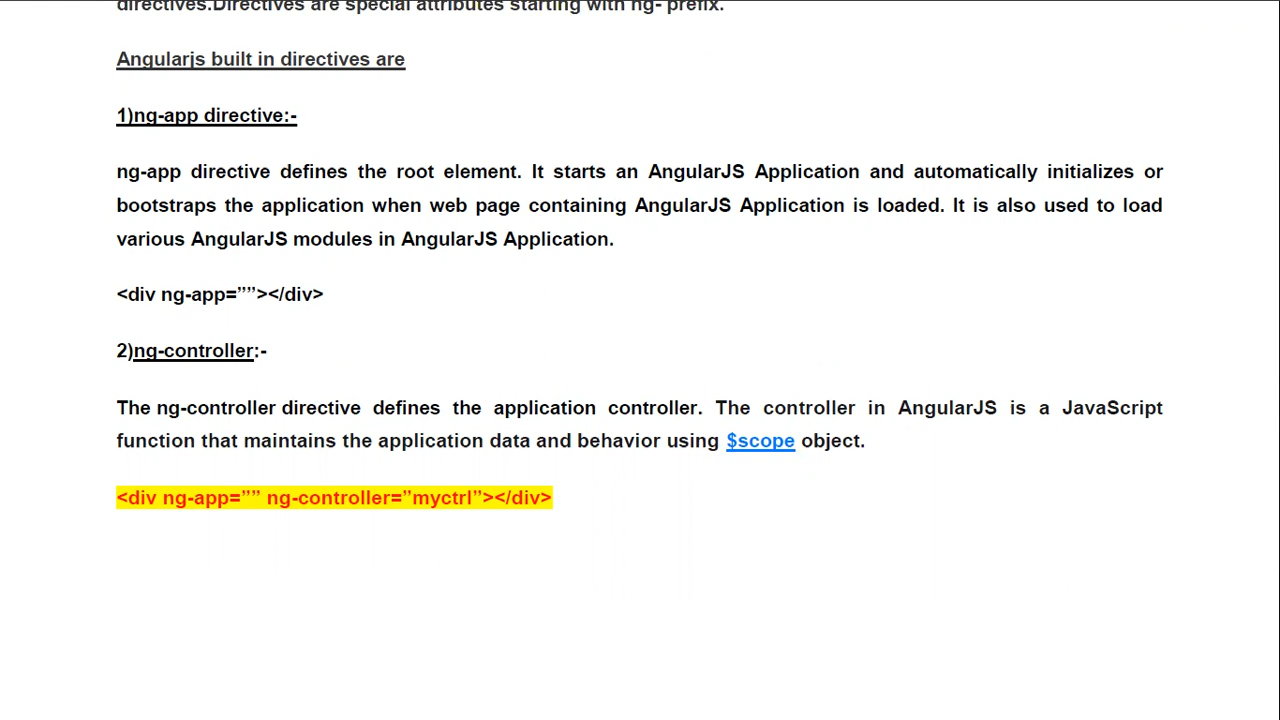 directives.Directives are special attributes starting with ng- prefix.
Angularjs built in directives are
1)ng-app directive:-
ng-app directive defines the root element. It starts an AngularJS Application and automatically initializes or
bootstraps the application when web page containing AngularJS Application is loaded. It is also used to load
various AngularJS modules in AngularJS Application.
<div ng-app=””></div>
2)ng-controller:-
The ng-controller directive defines the application controller. The controller in AngularJS is a JavaScript
function that maintains the application data and behavior using $scope object.
<div ng-app=”” ng-controller=”myctrl”></div>